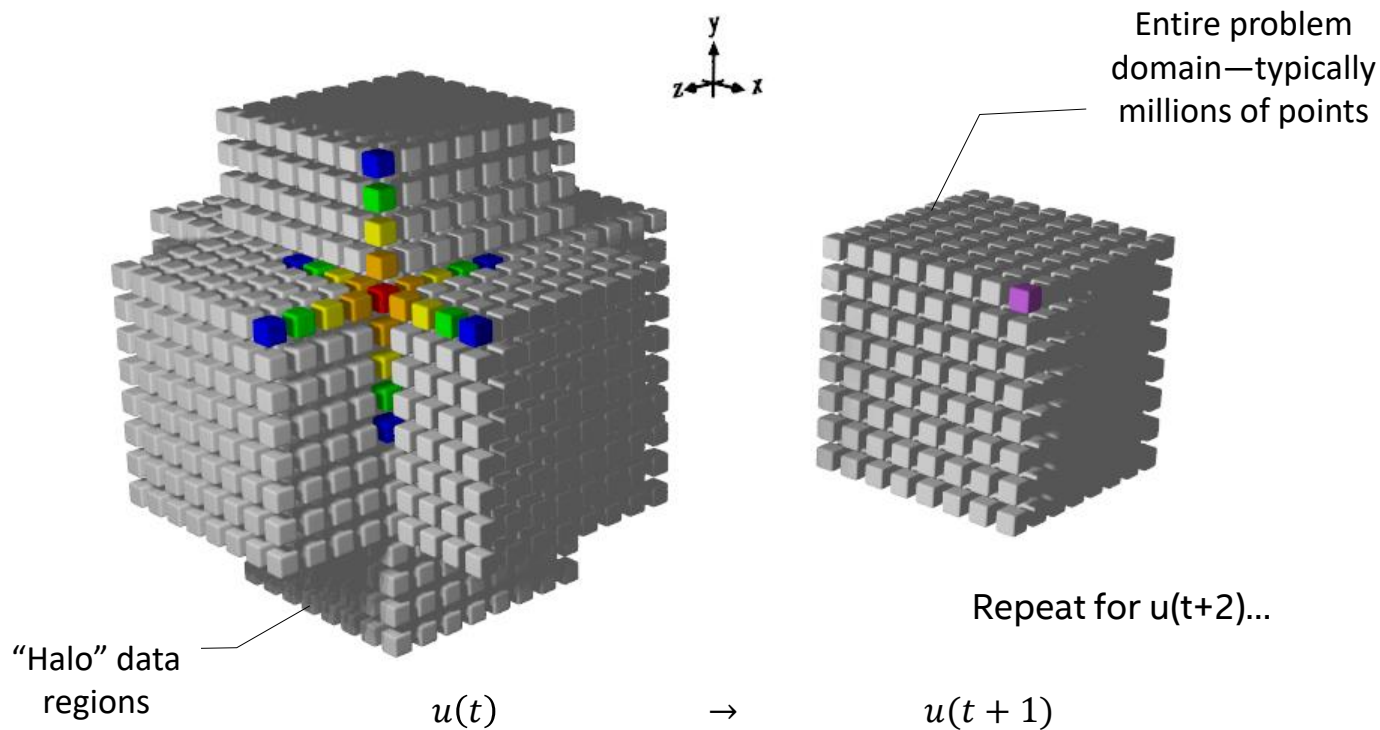 y
z
x
Entire problem
domain—typically
millions of points
Repeat for u(t+2)...
“Halo” data
regions
u(t) → u(t + 1)